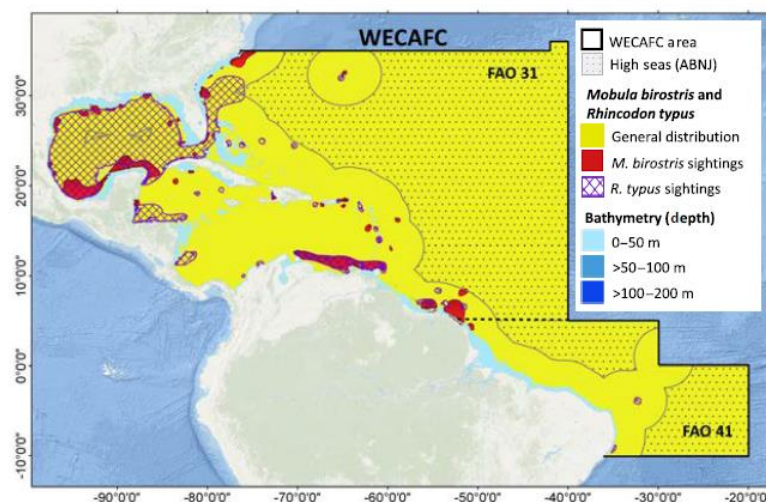 WECAFC
FAO 31
FAO 41
WECAFC area
High seas (ABNJ)
Mobula birostris and
Rhincodon typus
General distribution
M. birostris sightings
R. typus sightings
Bathymetry (depth)
0–50 m
>50–100 m
>100–200 m
30°0'0"
20°0'0"
10°0'0"
0°0'0"
-10°0'0"
-90°0'0" -80°0'0" -70°0'0" -60°0'0" -50°0'0" -40°0'0" -30°0'0" -20°0'0"